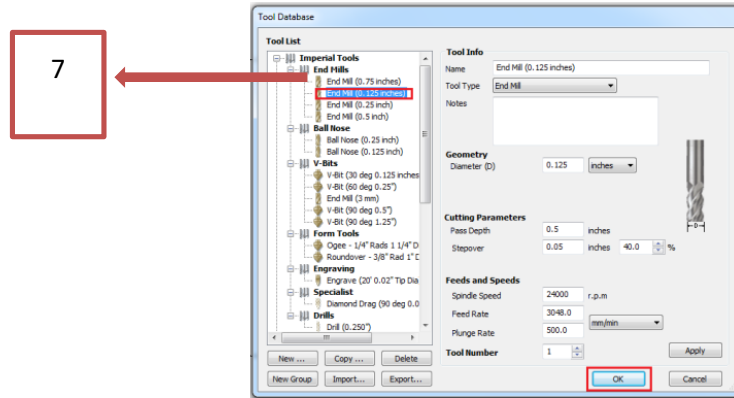 7
Tool Database
Tool List
Imperial Tools
End Mills
End Mill (0.75 inches)
End Mill (0.125 inches)
End Mill (0.25 inch)
End Mill (0.5 inch)
Ball Nose
Ball Nose (0.25 inch)
Ball Nose (0.125 inch)
V-Bits
V-Bit (30 deg 0.125 inches
V-Bit (60 deg 0.25")
End Mill (3 mm)
V-Bit (90 deg 0.5")
V-Bit (90 deg 1.25")
Form Tools
Ogee - 1/4" Rads 1 1/4" D
Roundover - 3/8" Rad 1" D
Engraving
Engrave (20° 0.02" Tip Dia
Specialist
Diamond Drag (90 deg 0.0
Drills
Drill (0.250")
New ... Copy ... Delete
New Group Import... Export...
Tool Info
Name End Mill (0.125 inches)
Tool Type End Mill
Notes
Geometry
Diameter (D) 0.125 inches
D
Cutting Parameters
Pass Depth 0.5 inches
Stepover 0.05 inches 40.0 %
Feeds and Speeds
Spindle Speed 24000 r.p.m
Feed Rate 3048.0
mm/min
Plunge Rate 500.0
Tool Number 1 Apply
OK Cancel